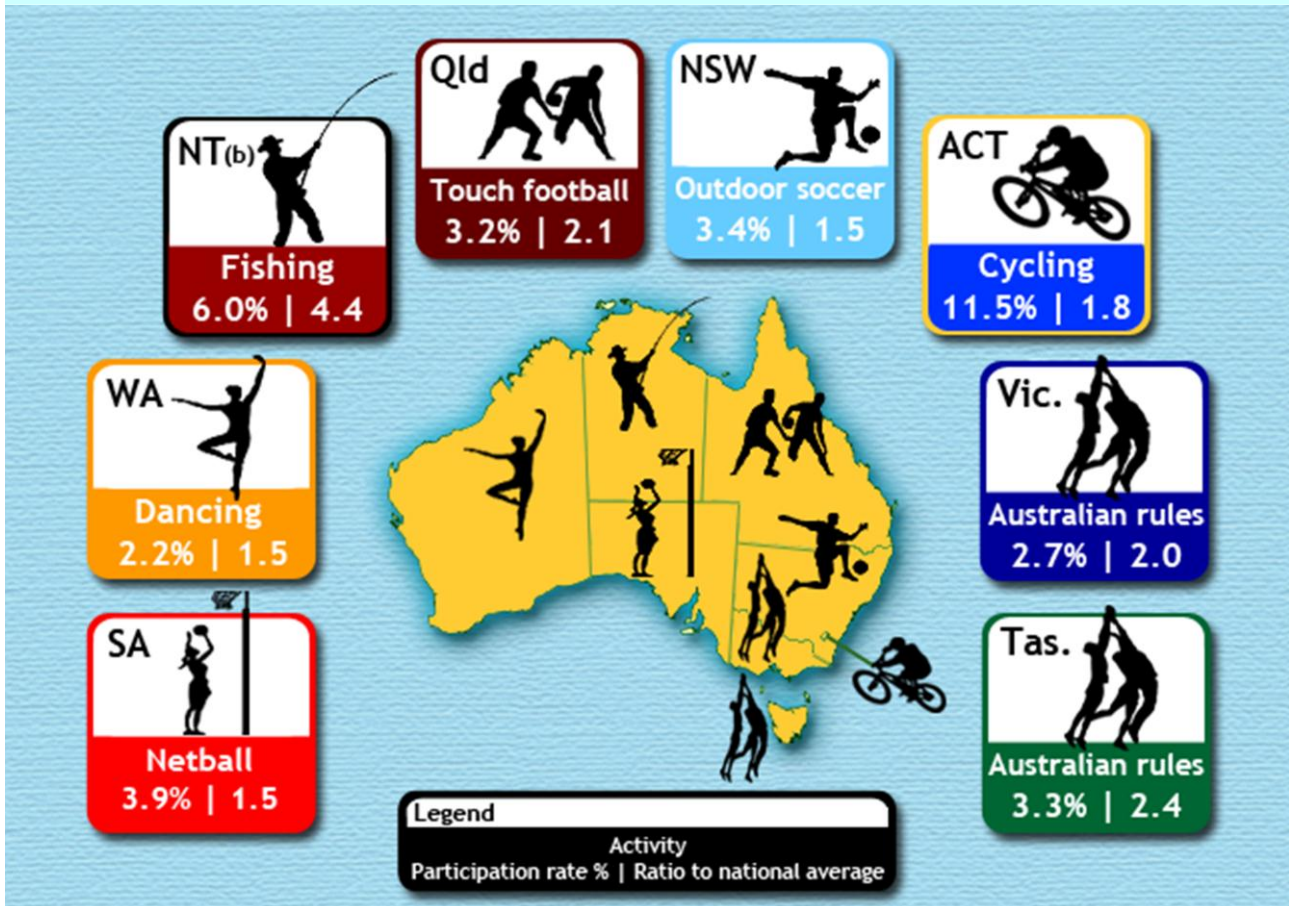 Qld
Touch football
3.2% | 2.1
NSW
Outdoor soccer
3.4% | 1.5
NT(b)
Fishing
6.0% | 4.4
ACT
Cycling
11.5% | 1.8
WA
Dancing
2.2% | 1.5
Vic.
Australian rules
2.7% | 2.0
SA
Netball
3.9% | 1.5
Tas.
Australian rules
3.3% | 2.4
Legend
Activity
Participation rate % | Ratio to national average